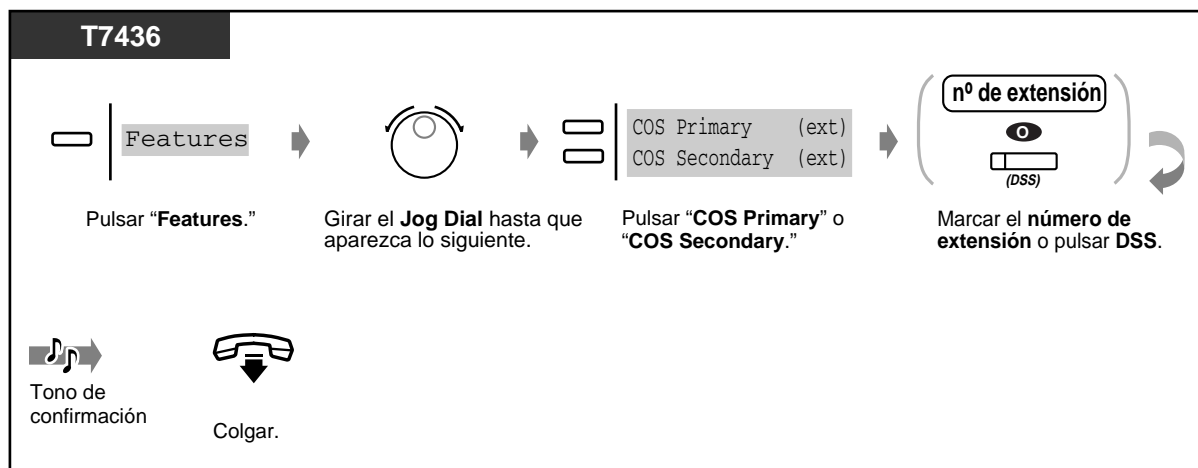 T7436
Features
COS Primary (ext)
COS Secondary (ext)
nº de extensión
O
(DSS)
Pulsar “Features.”
Girar el Jog Dial hasta que
aparezca lo siguiente.
Pulsar “COS Primary” o
“COS Secondary.”
Marcar el número de
extensión o pulsar DSS.
Tono de
confirmación
Colgar.